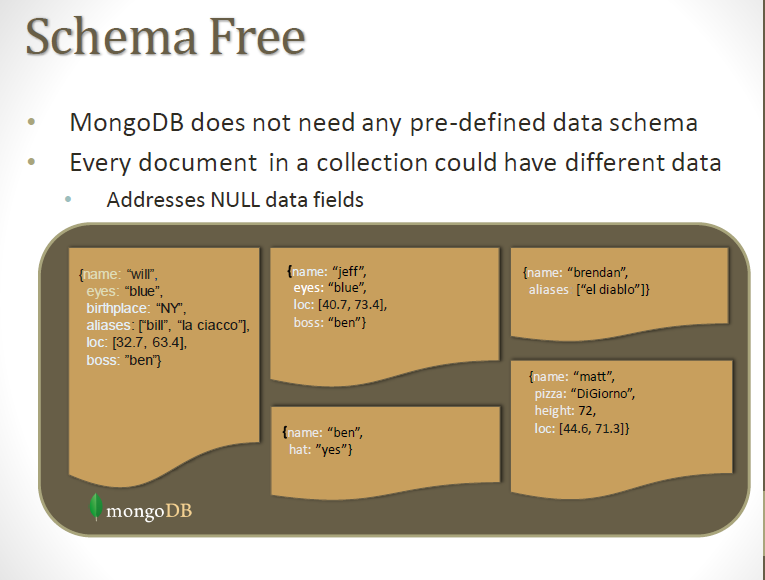 Schema Free
• MongoDB does not need any pre-defined data schema
• Every document in a collection could have different data
• Addresses NULL data fields
{name: “will”,
eyes: “blue”,
birthplace: “NY”,
aliases: [“bill”, “la ciacco”],
loc: [32.7, 63.4],
boss: ”ben”}
{name: “jeff”,
eyes: “blue”,
loc: [40.7, 73.4],
boss: “ben”}
{name: “ben”,
hat: ”yes”}
{name: “brendan”,
aliases [“el diablo”]}
{name: “matt”,
pizza: “DiGiorno”,
height: 72,
loc: [44.6, 71.3]}
mongoDB